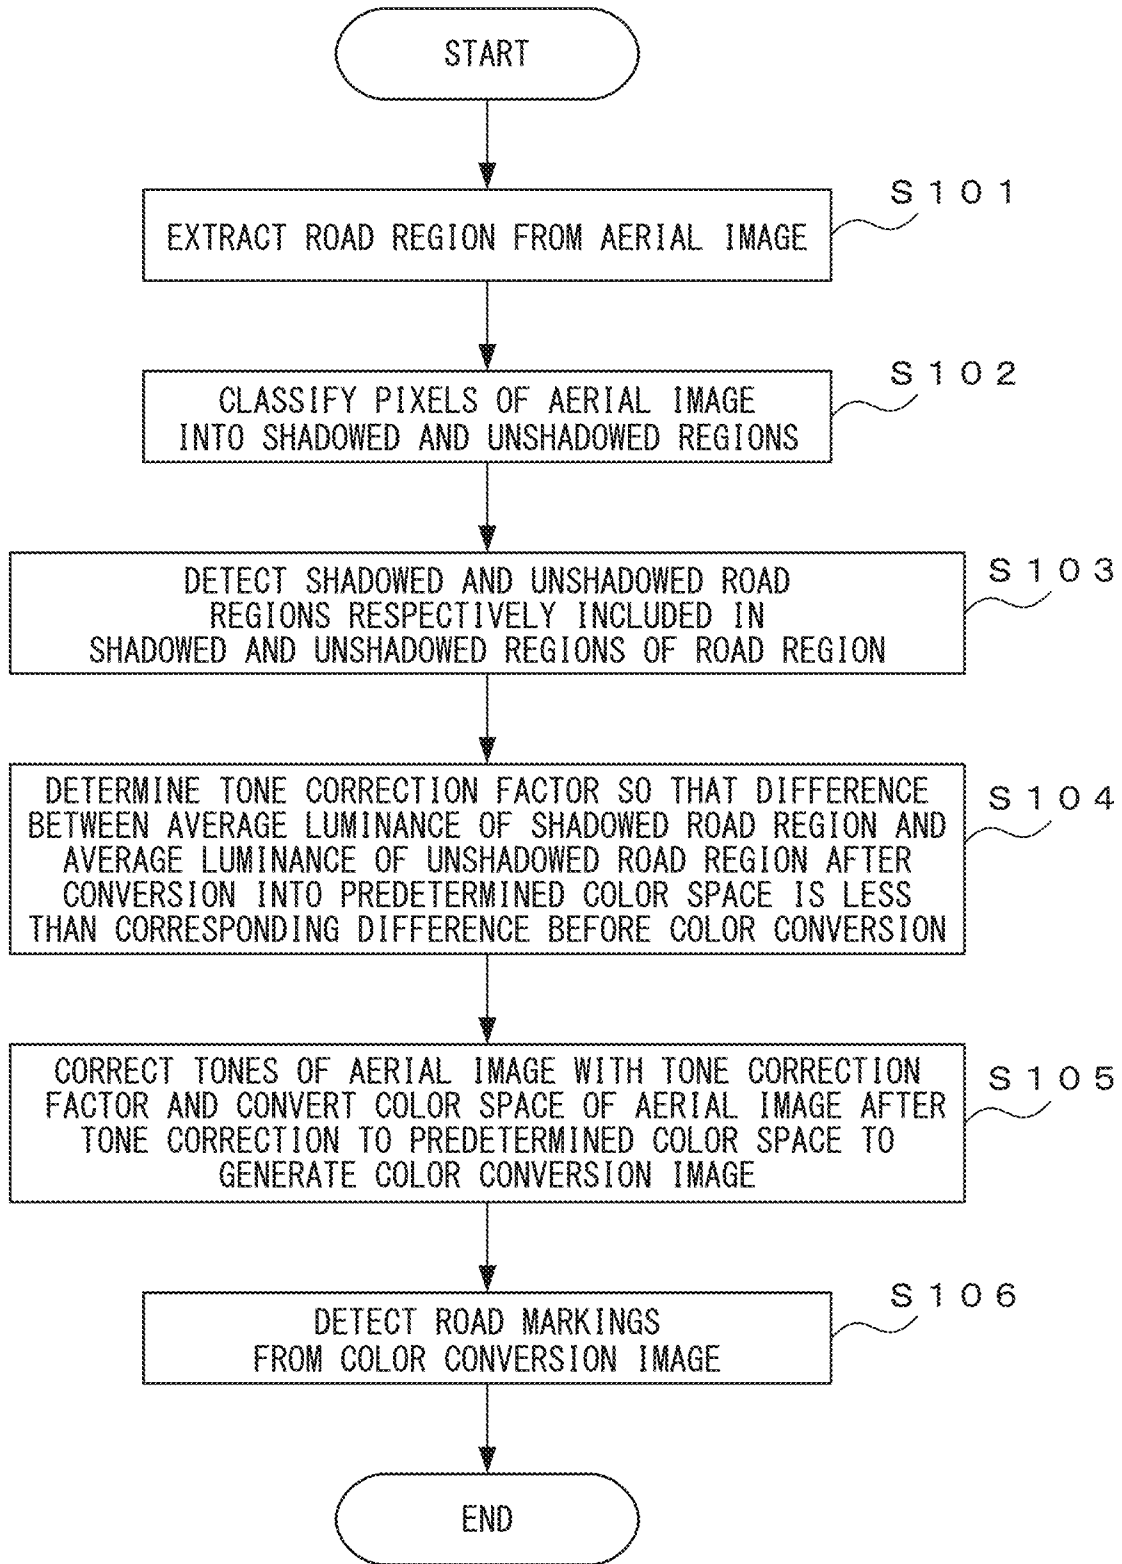 START
S101
EXTRACT ROAD REGION FROM AERIAL IMAGE
S102
CLASSIFY PIXELS OF AERIAL IMAGE
INTO SHADOWED AND UNSHADOWED REGIONS
S103
DETECT SHADOWED AND UNSHADOWED ROAD
REGIONS RESPECTIVELY INCLUDED IN
SHADOWED AND UNSHADOWED REGIONS OF ROAD REGION
S104
DETERMINE TONE CORRECTION FACTOR SO THAT DIFFERENCE
BETWEEN AVERAGE LUMINANCE OF SHADOWED ROAD REGION AND
AVERAGE LUMINANCE OF UNSHADOWED ROAD REGION AFTER
CONVERSION INTO PREDETERMINED COLOR SPACE IS LESS
THAN CORRESPONDING DIFFERENCE BEFORE COLOR CONVERSION
S105
CORRECT TONES OF AERIAL IMAGE WITH TONE CORRECTION
FACTOR AND CONVERT COLOR SPACE OF AERIAL IMAGE AFTER
TONE CORRECTION TO PREDETERMINED COLOR SPACE TO
GENERATE COLOR CONVERSION IMAGE
S106
DETECT ROAD MARKINGS
FROM COLOR CONVERSION IMAGE
END